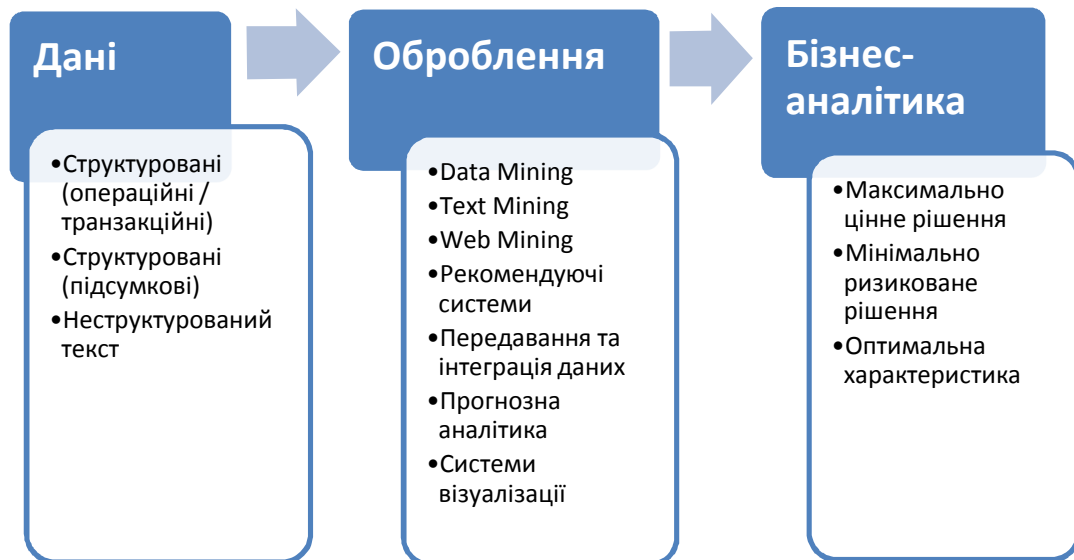 Дані
•Структуровані
(операційні /
транзакційні)
•Структуровані
(підсумкові)
•Неструктурований
текст
Оброблення
•Data Mining
•Text Mining
•Web Mining
•Рекомендуючі
системи
•Передавання та
інтеграція даних
•Прогнозна
аналітика
•Системи
візуалізації
Бізнес-
аналітика
•Максимально
цінне рішення
•Мінімально
ризиковане
рішення
•Оптимальна
характеристика